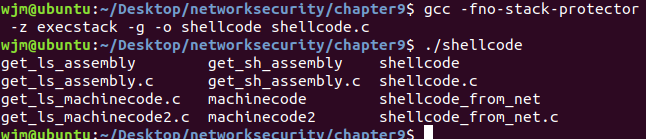 wjm@ubuntu:~/Desktop/networksecurity/chapter9$ gcc -fno-stack-protector
 -z execstack -g -o shellcode shellcode.c
wjm@ubuntu:~/Desktop/networksecurity/chapter9$ ./shellcode
get_ls_assembly get_sh_assembly shellcode
get_ls_assembly.c get_sh_assembly.c shellcode.c
get_ls_machinecode.c machinecode shellcode_from_net
get_ls_machinecode2.c machinecode2 shellcode_from_net.c
wjm@ubuntu:~/Desktop/networksecurity/chapter9$